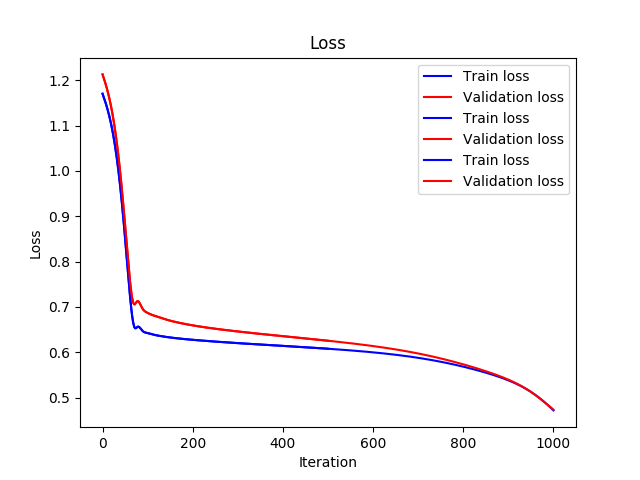 Loss
Train loss
Validation loss
Train loss
Validation loss
Train loss
Validation loss
1.2
1.1
1.0
0.9
0.8
0.7
0.6
0.5
Loss
0 200 400 600 800 1000
Iteration